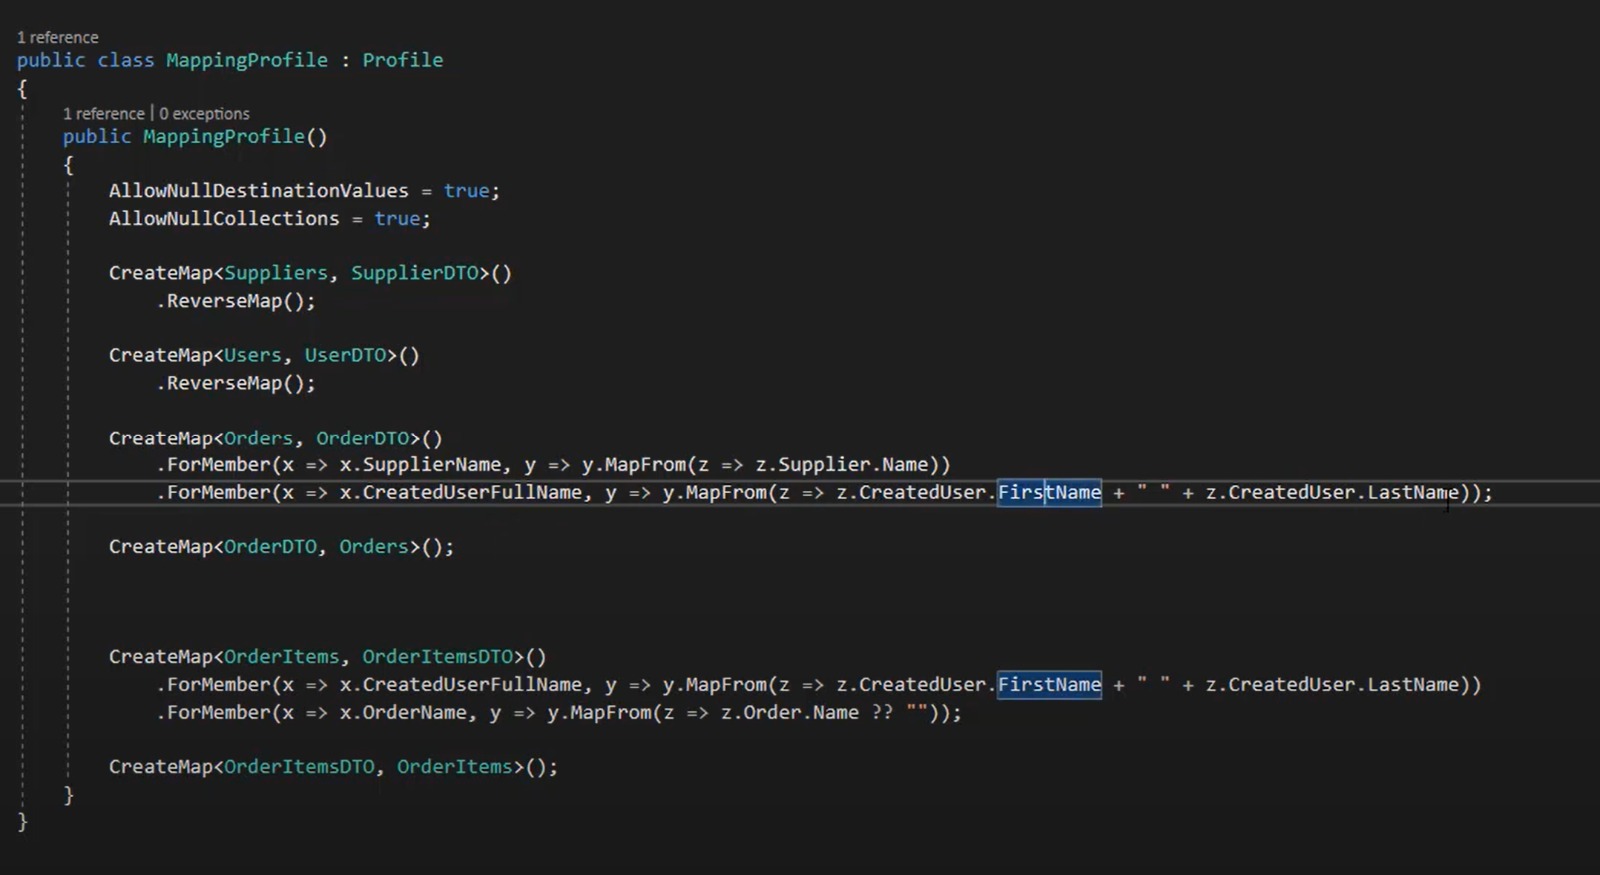 1 reference
public class MappingProfile : Profile
{
1 reference | 0 exceptions
public MappingProfile()
{
AllowNullDestinationValues = true;
AllowNullCollections = true;
CreateMap<Suppliers, SupplierDTO>()
.ReverseMap();
CreateMap<Users, UserDTO>()
.ReverseMap();
CreateMap<Orders, OrderDTO>()
.ForMember(x => x.SupplierName, y => y.MapFrom(z => z.Supplier.Name))
.ForMember(x => x.CreatedUserFullName, y => y.MapFrom(z => z.CreatedUser.FirstName + " " + z.CreatedUser.LastName));
CreateMap<OrderDTO, Orders>();
CreateMap<OrderItems, OrderItemsDTO>()
.ForMember(x => x.CreatedUserFullName, y => y.MapFrom(z => z.CreatedUser.FirstName + " " + z.CreatedUser.LastName))
.ForMember(x => x.OrderName, y => y.MapFrom(z => z.Order.Name ?? ""));
CreateMap<OrderItemsDTO, OrderItems>();
}
}